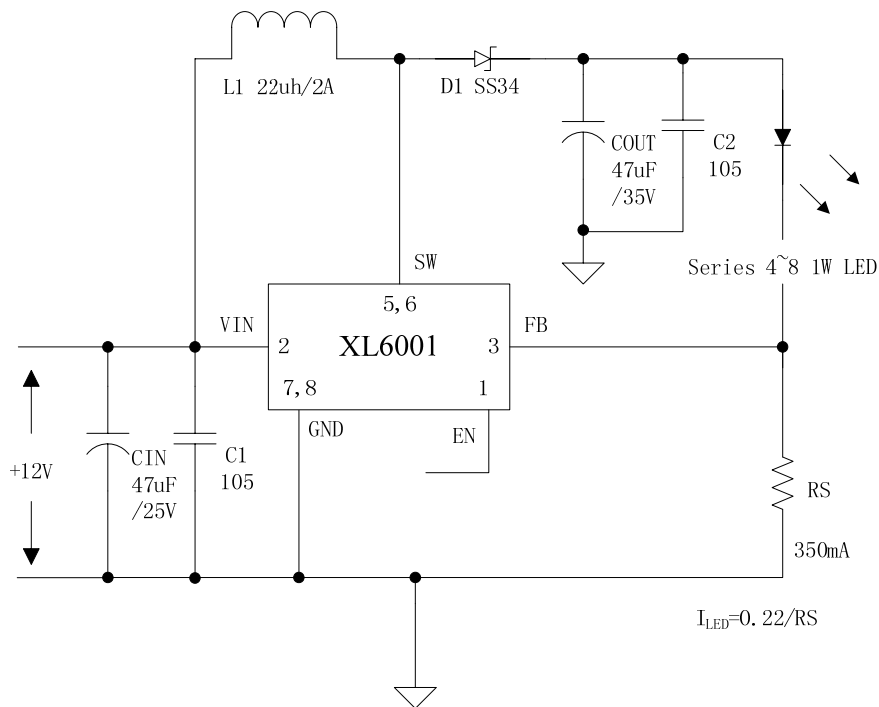 L1 22uh/2A
D1 SS34
COUT
47uF
/35V
C2
105
SW
Series 4~8 1W LED
5,6
VIN
FB
2
XL6001
3
7,8
1
GND
EN
+12V
CIN
47uF
/25V
C1
105
RS
350mA
ILED=0.22/RS